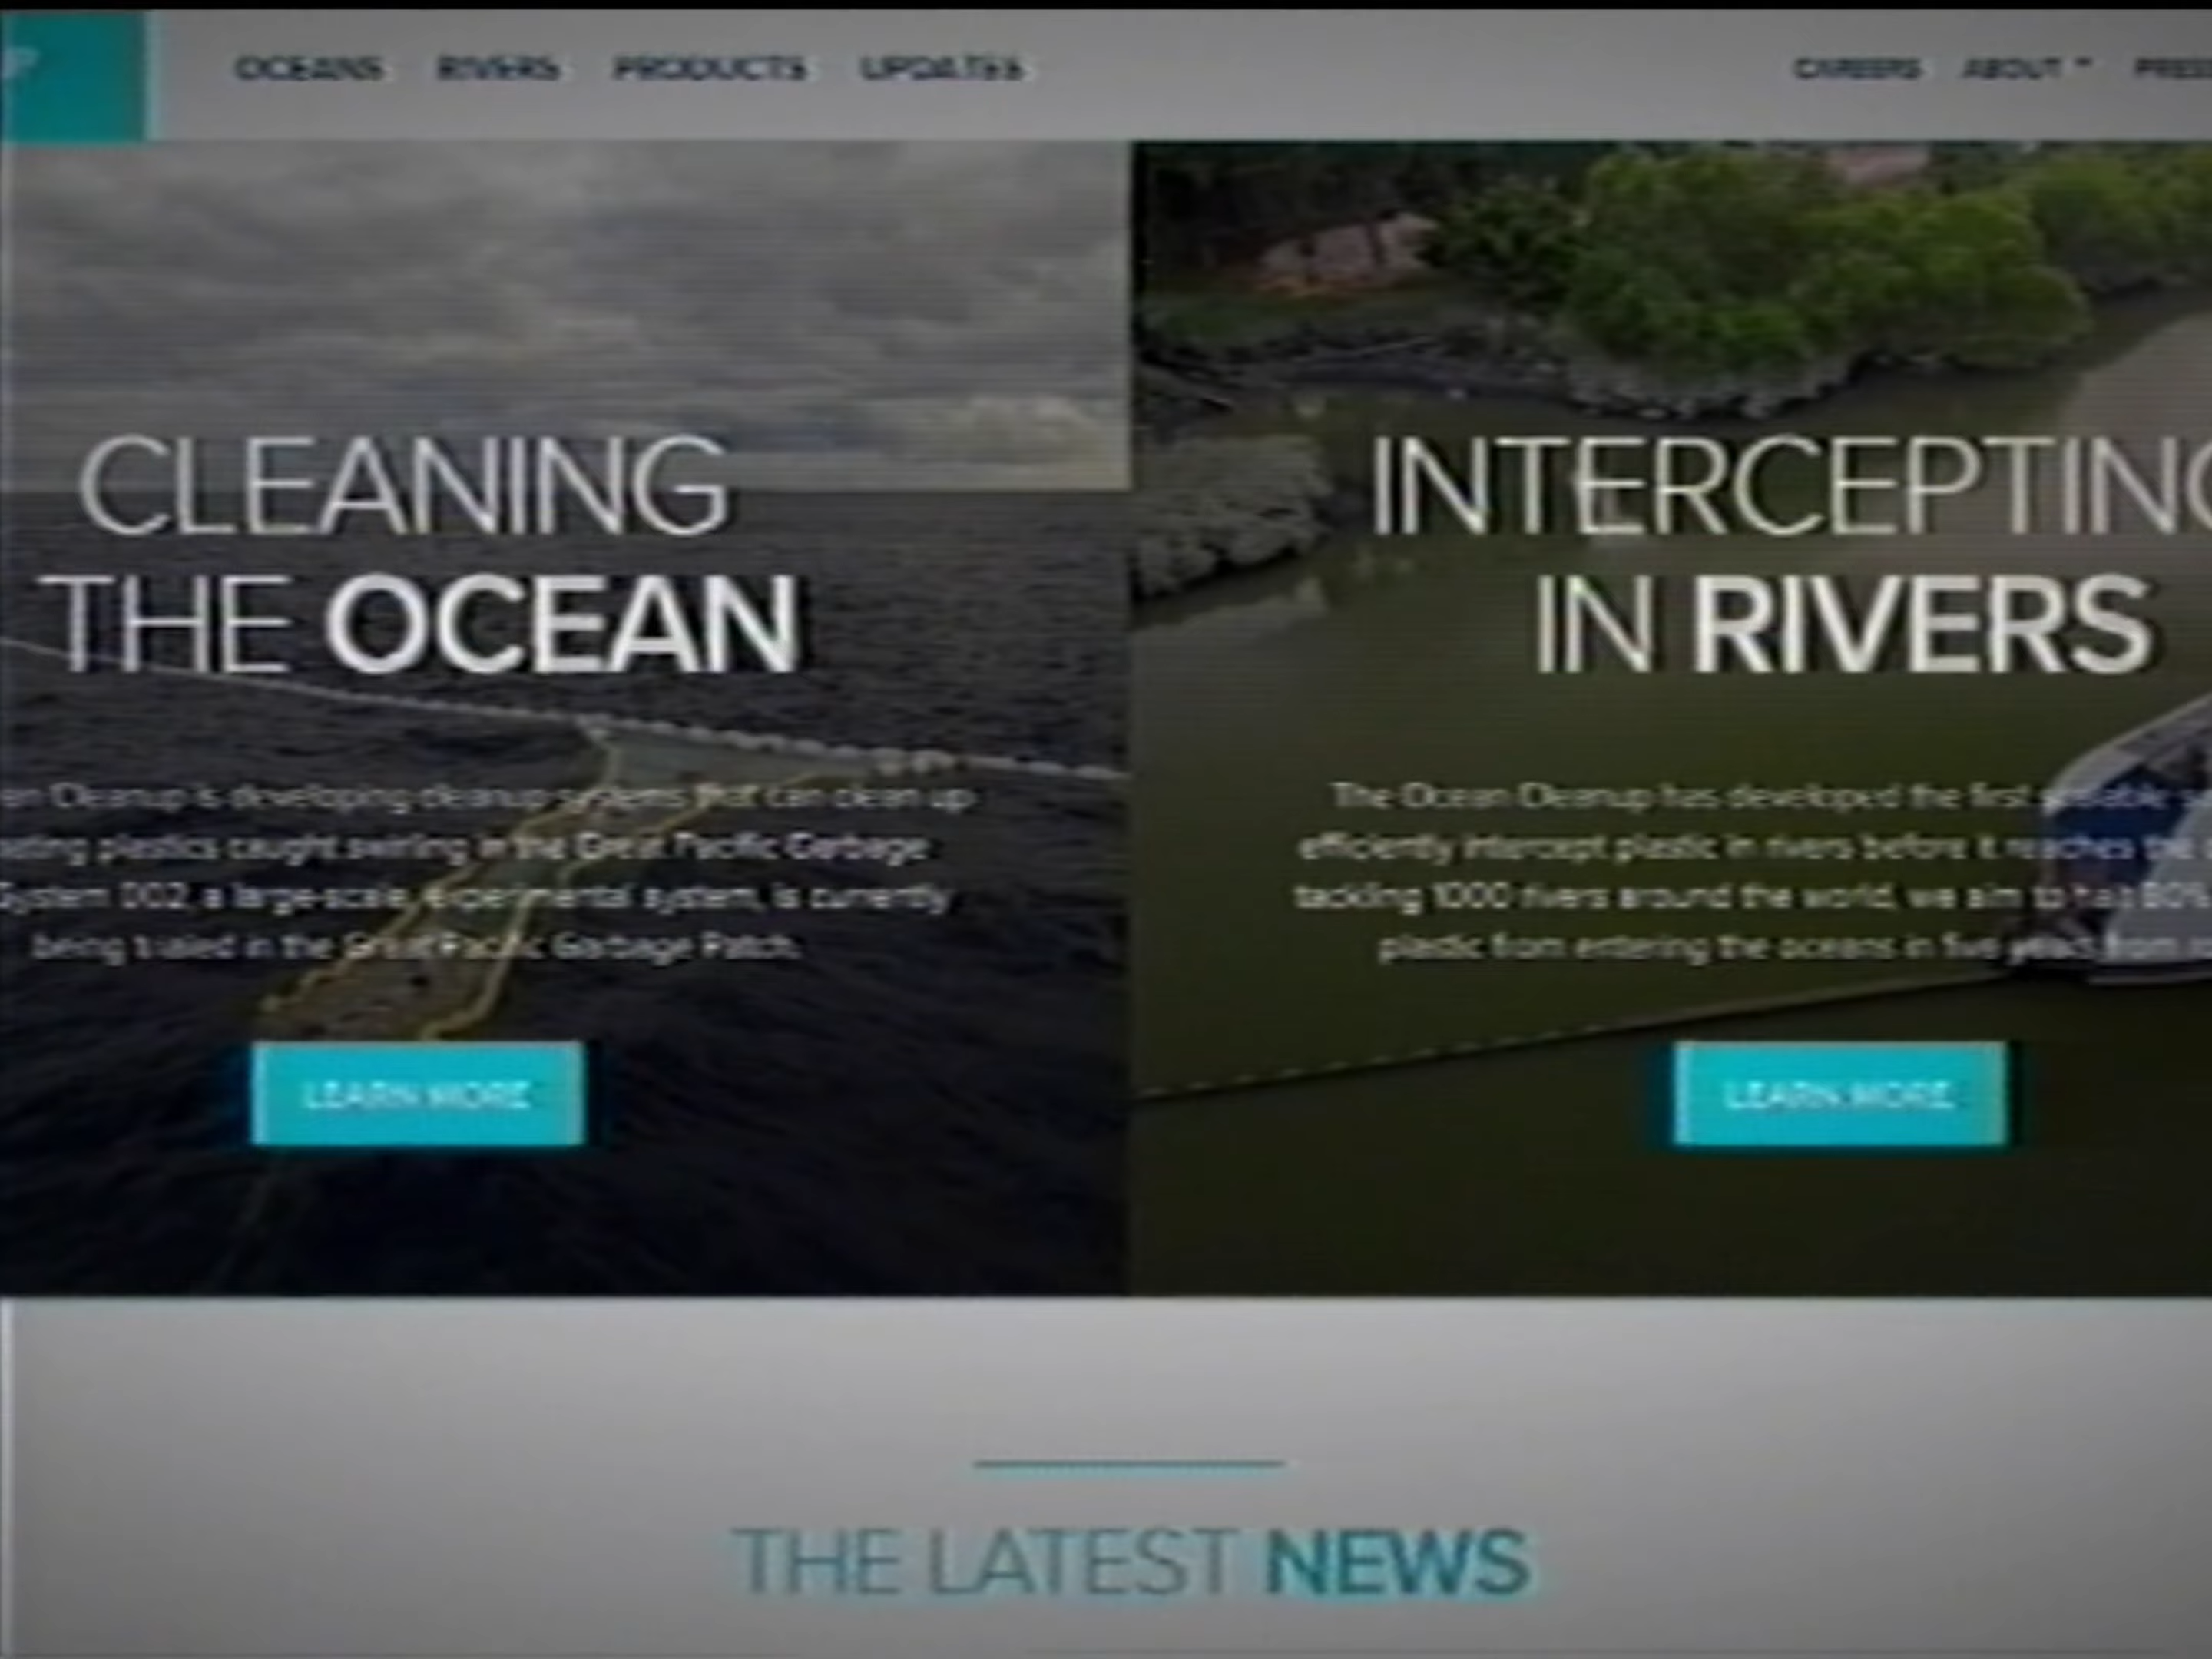 OCEANS RIVERS PRODUCTS UPDATES CAREERS ABOUT
CLEANING
THE OCEAN
Cleanup is developing cleanup systems that can clean up
plastics caught swirling in the Great Pacific Garbage
System 002, a large-scale, experimental system, is currently
being trialed in the Great Pacific Garbage Patch.
LEARN MORE
INTERCEPTING
IN RIVERS
The Ocean Cleanup has developed the first
efficiently intercept plastic in rivers before it reaches the
tackling 1000 rivers around the world, we aim to halt 80%
plastic from entering the oceans in five years from
LEARN MORE
THE LATEST NEWS